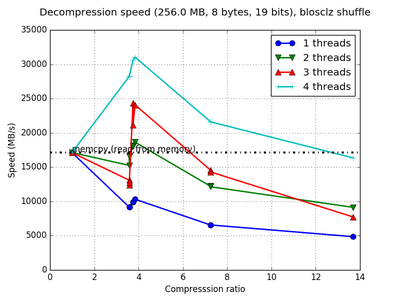 Decompression speed (256.0 MB, 8 bytes, 19 bits), blosclz shuffle
35000
30000
25000
20000
15000
10000
5000
0
Speed (MB/s)
1 threads
2 threads
3 threads
4 threads
memcpy (read from memory)
0 2 4 6 8 10 12 14
Compresssion ratio